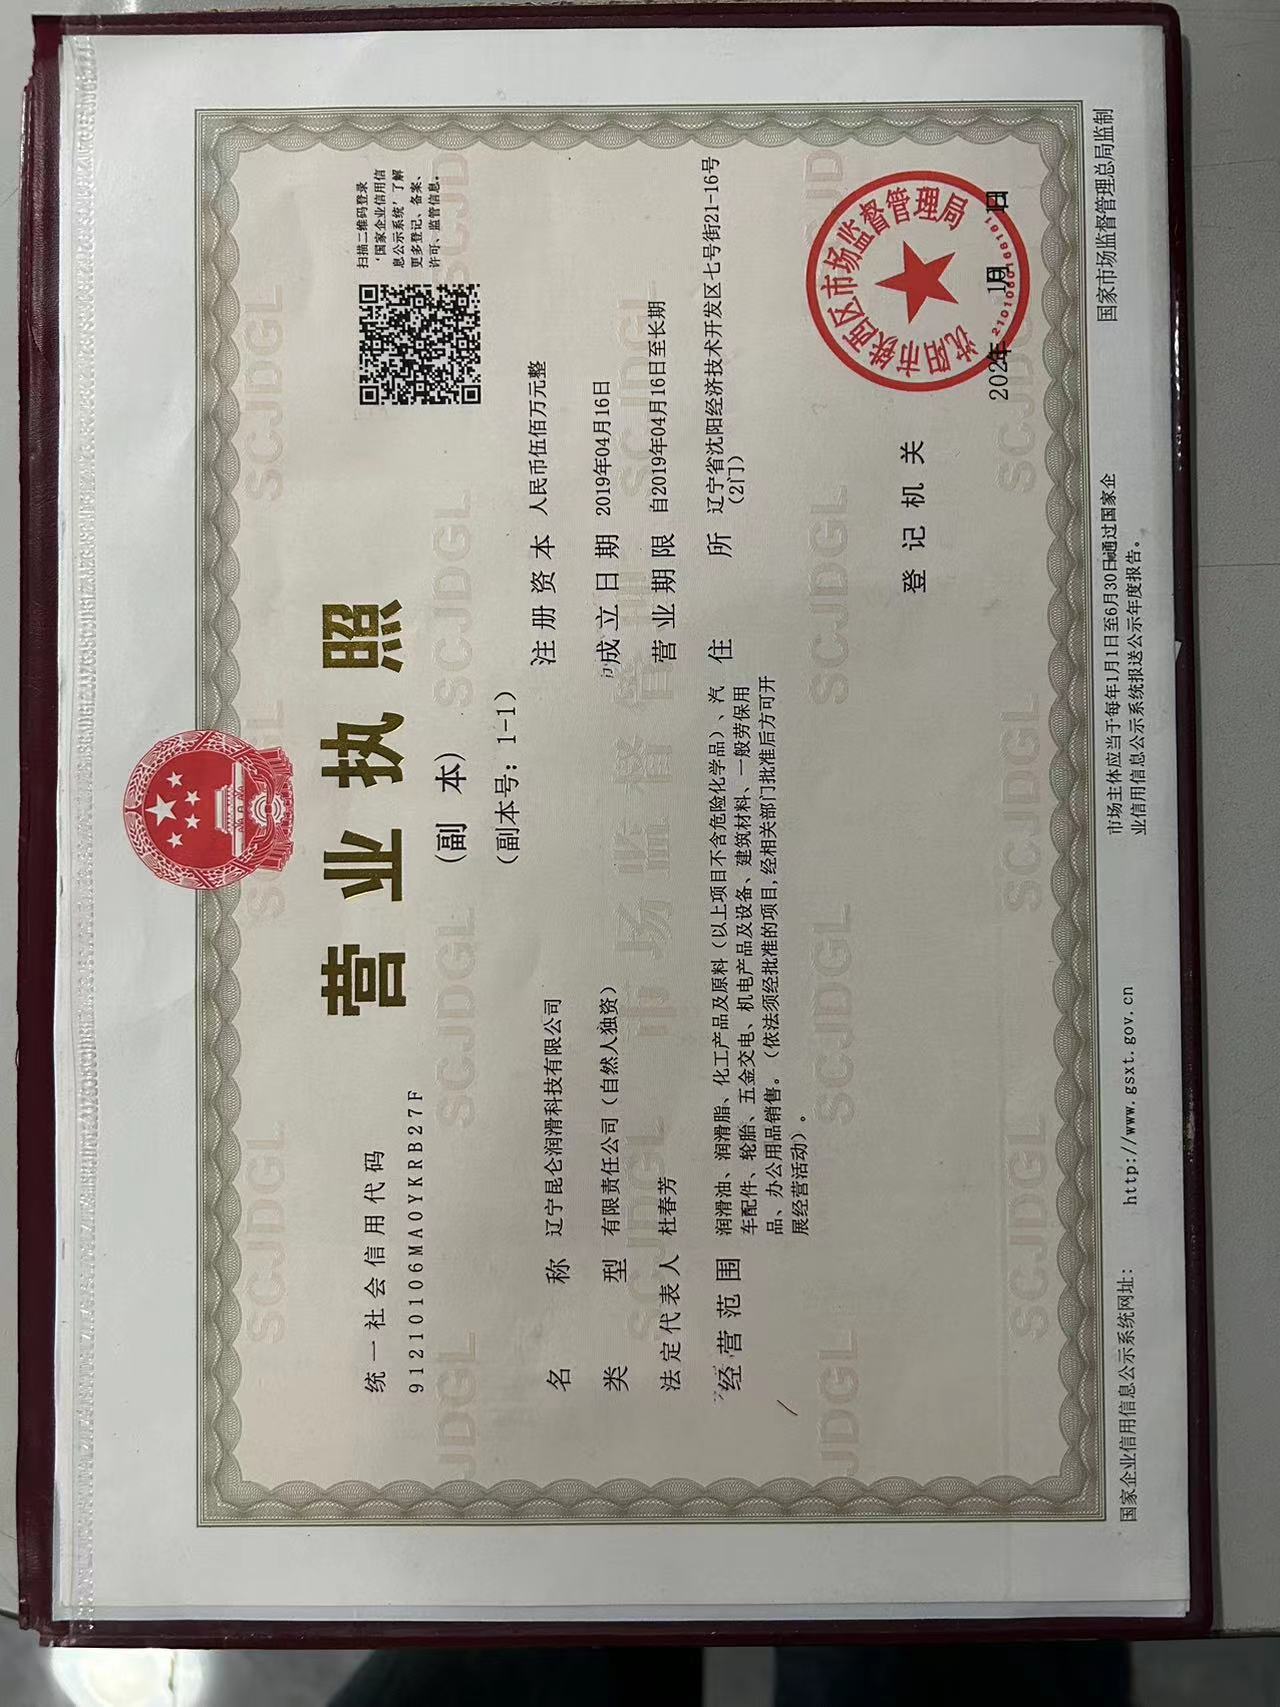 营业执照
(副 本)
(副本号: 1-1)
统一社会信用代码
91210106MA0YKRB27F
扫描二维码登录
‘国家企业信用信
息公示系统’了解
更多登记、备案、
许可、监管信息。
名称 辽宁昆仑润滑科技有限公司
类型 有限责任公司（自然人独资）
法定代表人 杜春芳
经营范围 润滑油、润滑脂、化工产品及原料（以上项目不含危险化学品）、汽
车配件、轮胎、五金交电、机电产品及设备、建筑材料、一般劳保用
品、办公用品销售。（依法须经批准的项目,经相关部门批准后方可开
展经营活动）。
注册资本 人民币伍佰万元整
成立日期 2019年04月16日
营业期限 自2019年04月16日至长期
住所 辽宁省沈阳经济技术开发区七号街21-16号
（2门）
登记机关
沈阳市铁西区市场监督管理局
年 月 日
国家企业信用信息公示系统网址:
http://www.gsxt.gov.cn
市场主体应当于每年1月1日至6月30日通过国家企
业信用信息公示系统报送公示年度报告。
国家市场监督管理总局监制
SCJDGL
市场监督管理